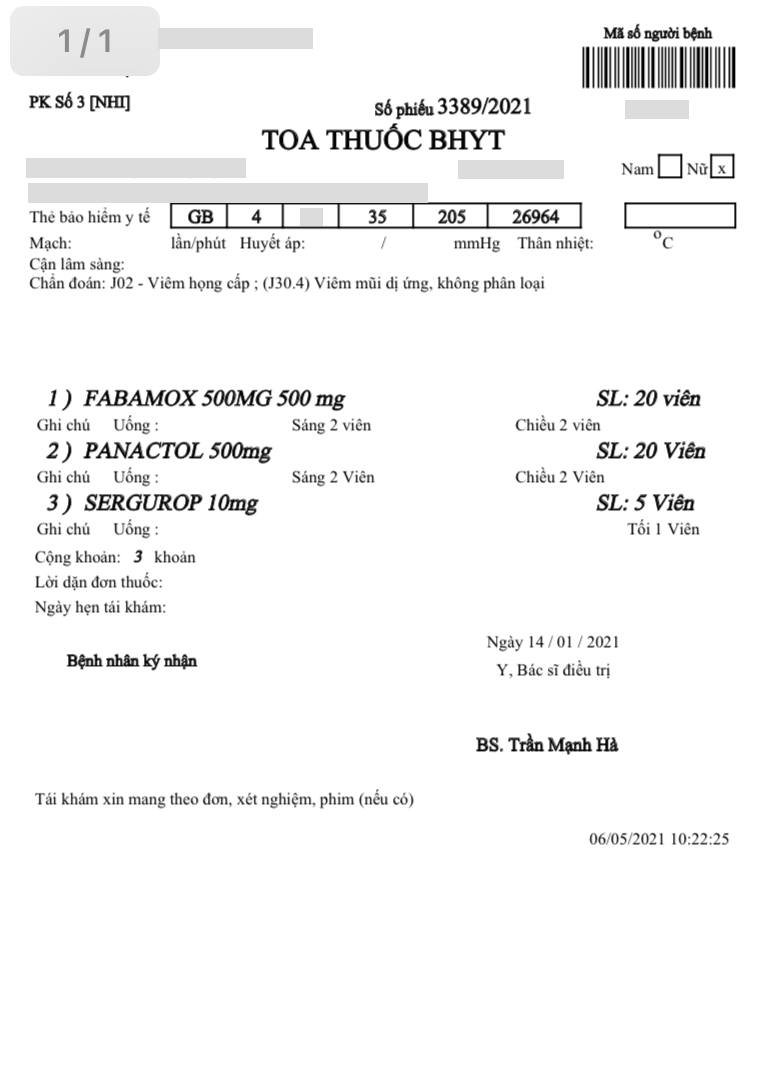 1/1
Mã số người bệnh
PK Số 3 [NHI]
Số phiếu 3389/2021
TOA THUỐC BHYT
Nam Nữ x
Thẻ bảo hiểm y tế GB 4 35 205 26964
Mạch: lần/phút Huyết áp: / mmHg Thân nhiệt: °C
Cận lâm sàng:
Chẩn đoán: J02 - Viêm họng cấp ; (J30.4) Viêm mũi dị ứng, không phân loại
1 ) FABAMOX 500MG 500 mg SL: 20 viên
Ghi chú Uống : Sáng 2 viên Chiều 2 viên
2 ) PANACTOL 500mg SL: 20 Viên
Ghi chú Uống : Sáng 2 Viên Chiều 2 Viên
3 ) SERGUROP 10mg SL: 5 Viên
Ghi chú Uống : Tối 1 Viên
Cộng khoản: 3 khoản
Lời dặn đơn thuốc:
Ngày hẹn tái khám:
Ngày 14 / 01 / 2021
Bệnh nhân ký nhận
Y, Bác sĩ điều trị
BS. Trần Mạnh Hà
Tái khám xin mang theo đơn, xét nghiệm, phim (nếu có)
06/05/2021 10:22:25